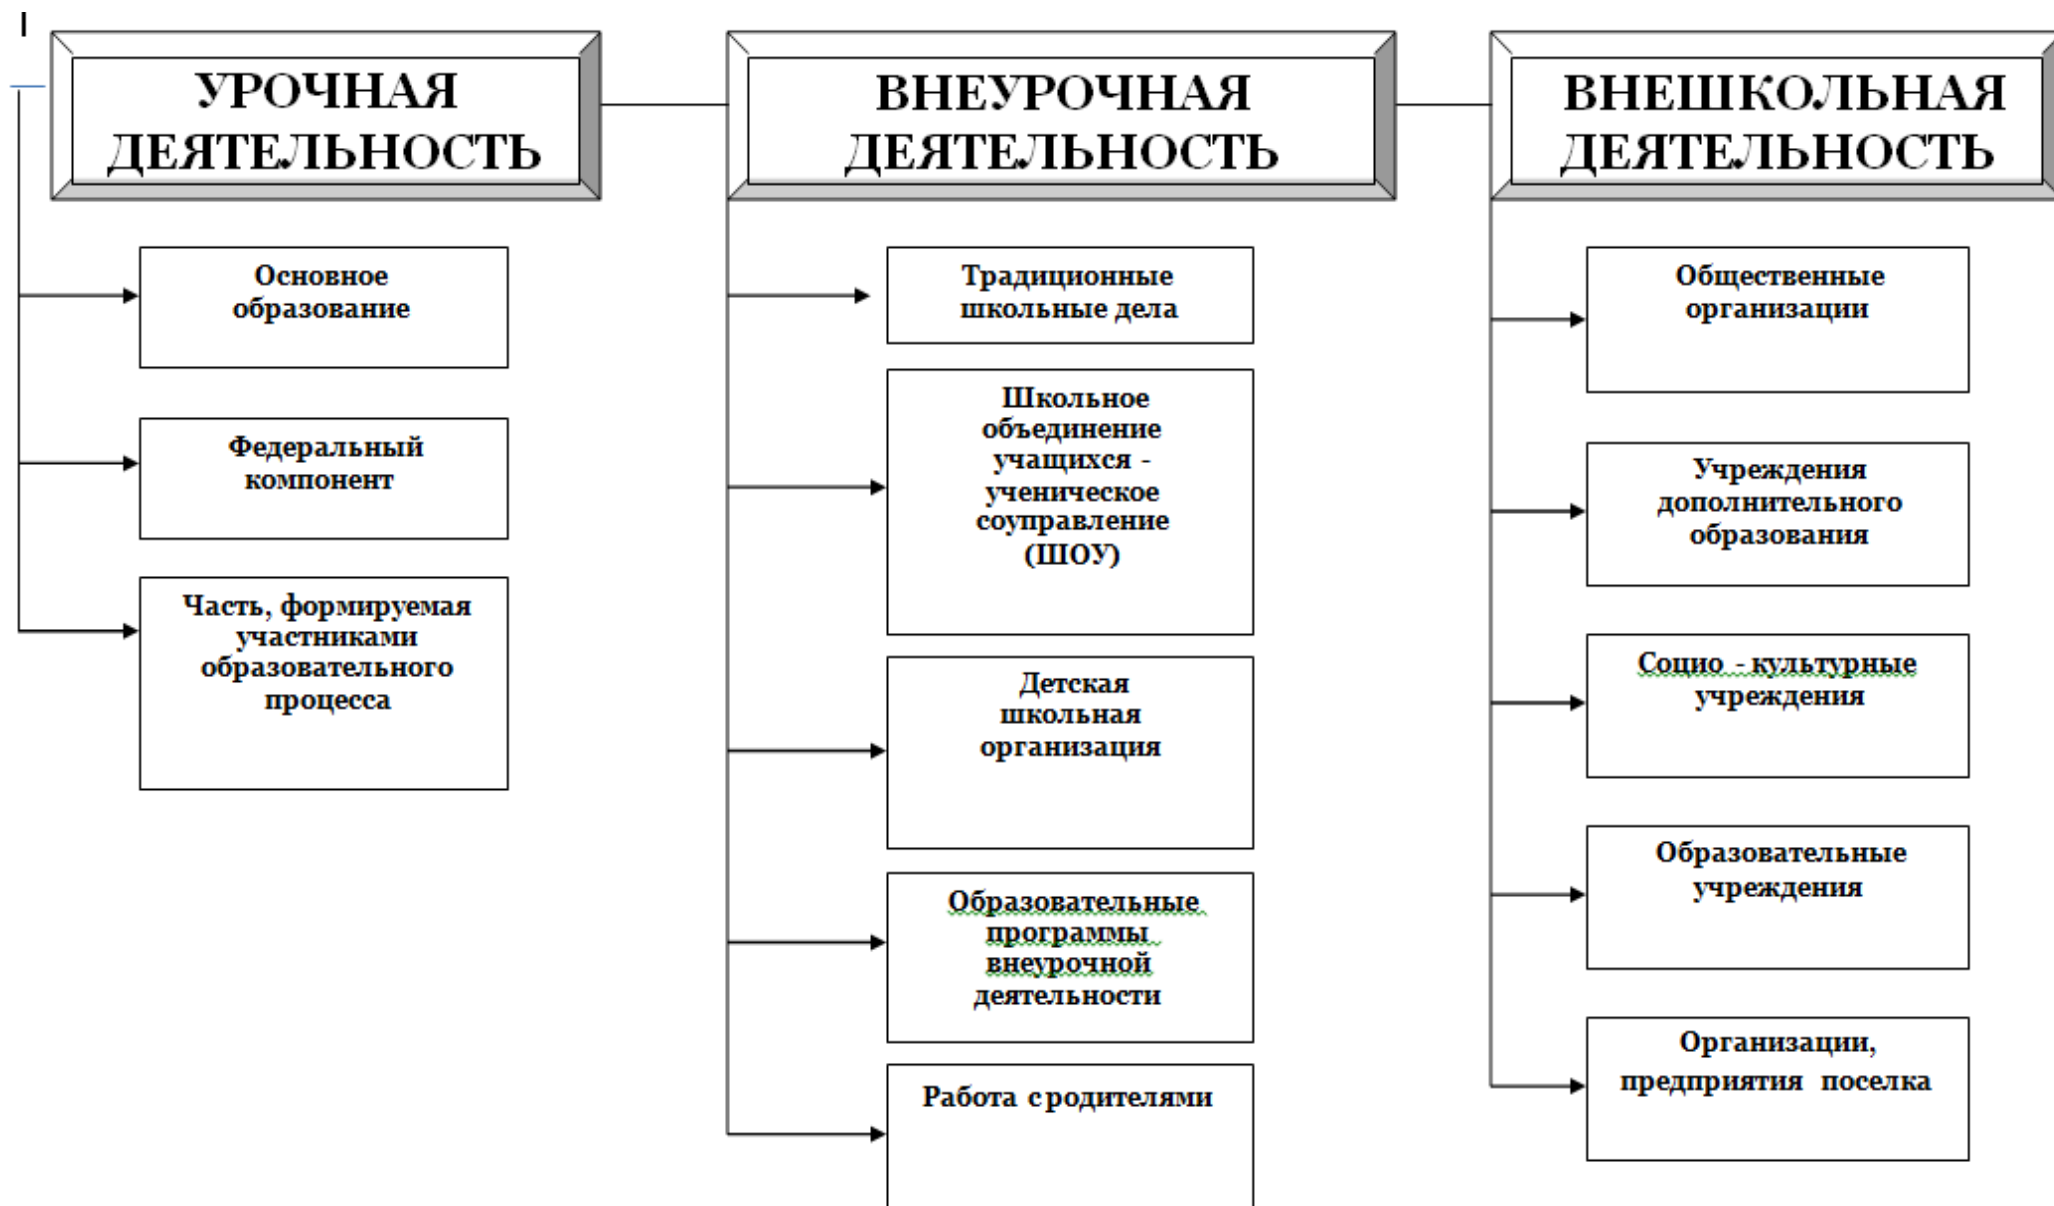 УРОЧНАЯ
ДЕЯТЕЛЬНОСТЬ
Основное
образование
Федеральный
компонент
Часть, формируемая
участниками
образовательного
процесса
ВНЕУРОЧНАЯ
ДЕЯТЕЛЬНОСТЬ
Традиционные
школьные дела
Школьное
объединение
учащихся -
ученическое
соуправление
(ШОУ)
Детская
школьная
организация
Образовательные
программы
внеурочной
деятельности
Работа с родителями
ВНЕШКОЛЬНАЯ
ДЕЯТЕЛЬНОСТЬ
Общественные
организации
Учреждения
дополнительного
образования
Социо - культурные
учреждения
Образовательные
учреждения
Организации,
предприятия поселка